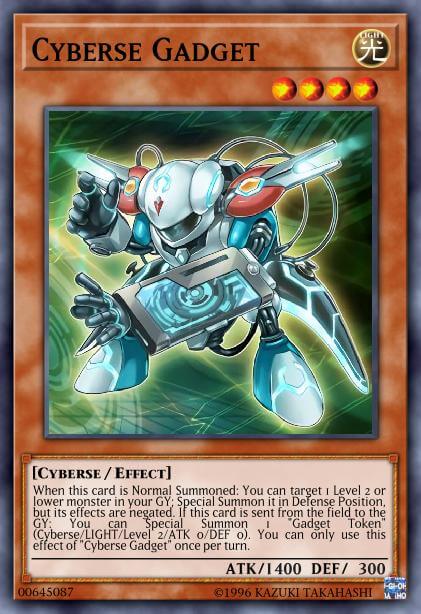 CYBERSE GADGET
LIGHT
光
[CYBERSE / EFFECT]
When this card is Normal Summoned: You can target 1 Level 2 or
lower monster in your GY; Special Summon it in Defense Position,
but its effects are negated. If this card is sent from the field to the
GY: You can Special Summon 1 "Gadget Token"
(Cyberse/LIGHT/Level 2/ATK 0/DEF 0). You can only use this
effect of "Cyberse Gadget" once per turn.
ATK/1400 DEF/ 300
00645087
©1996 KAZUKI TAKAHASHI